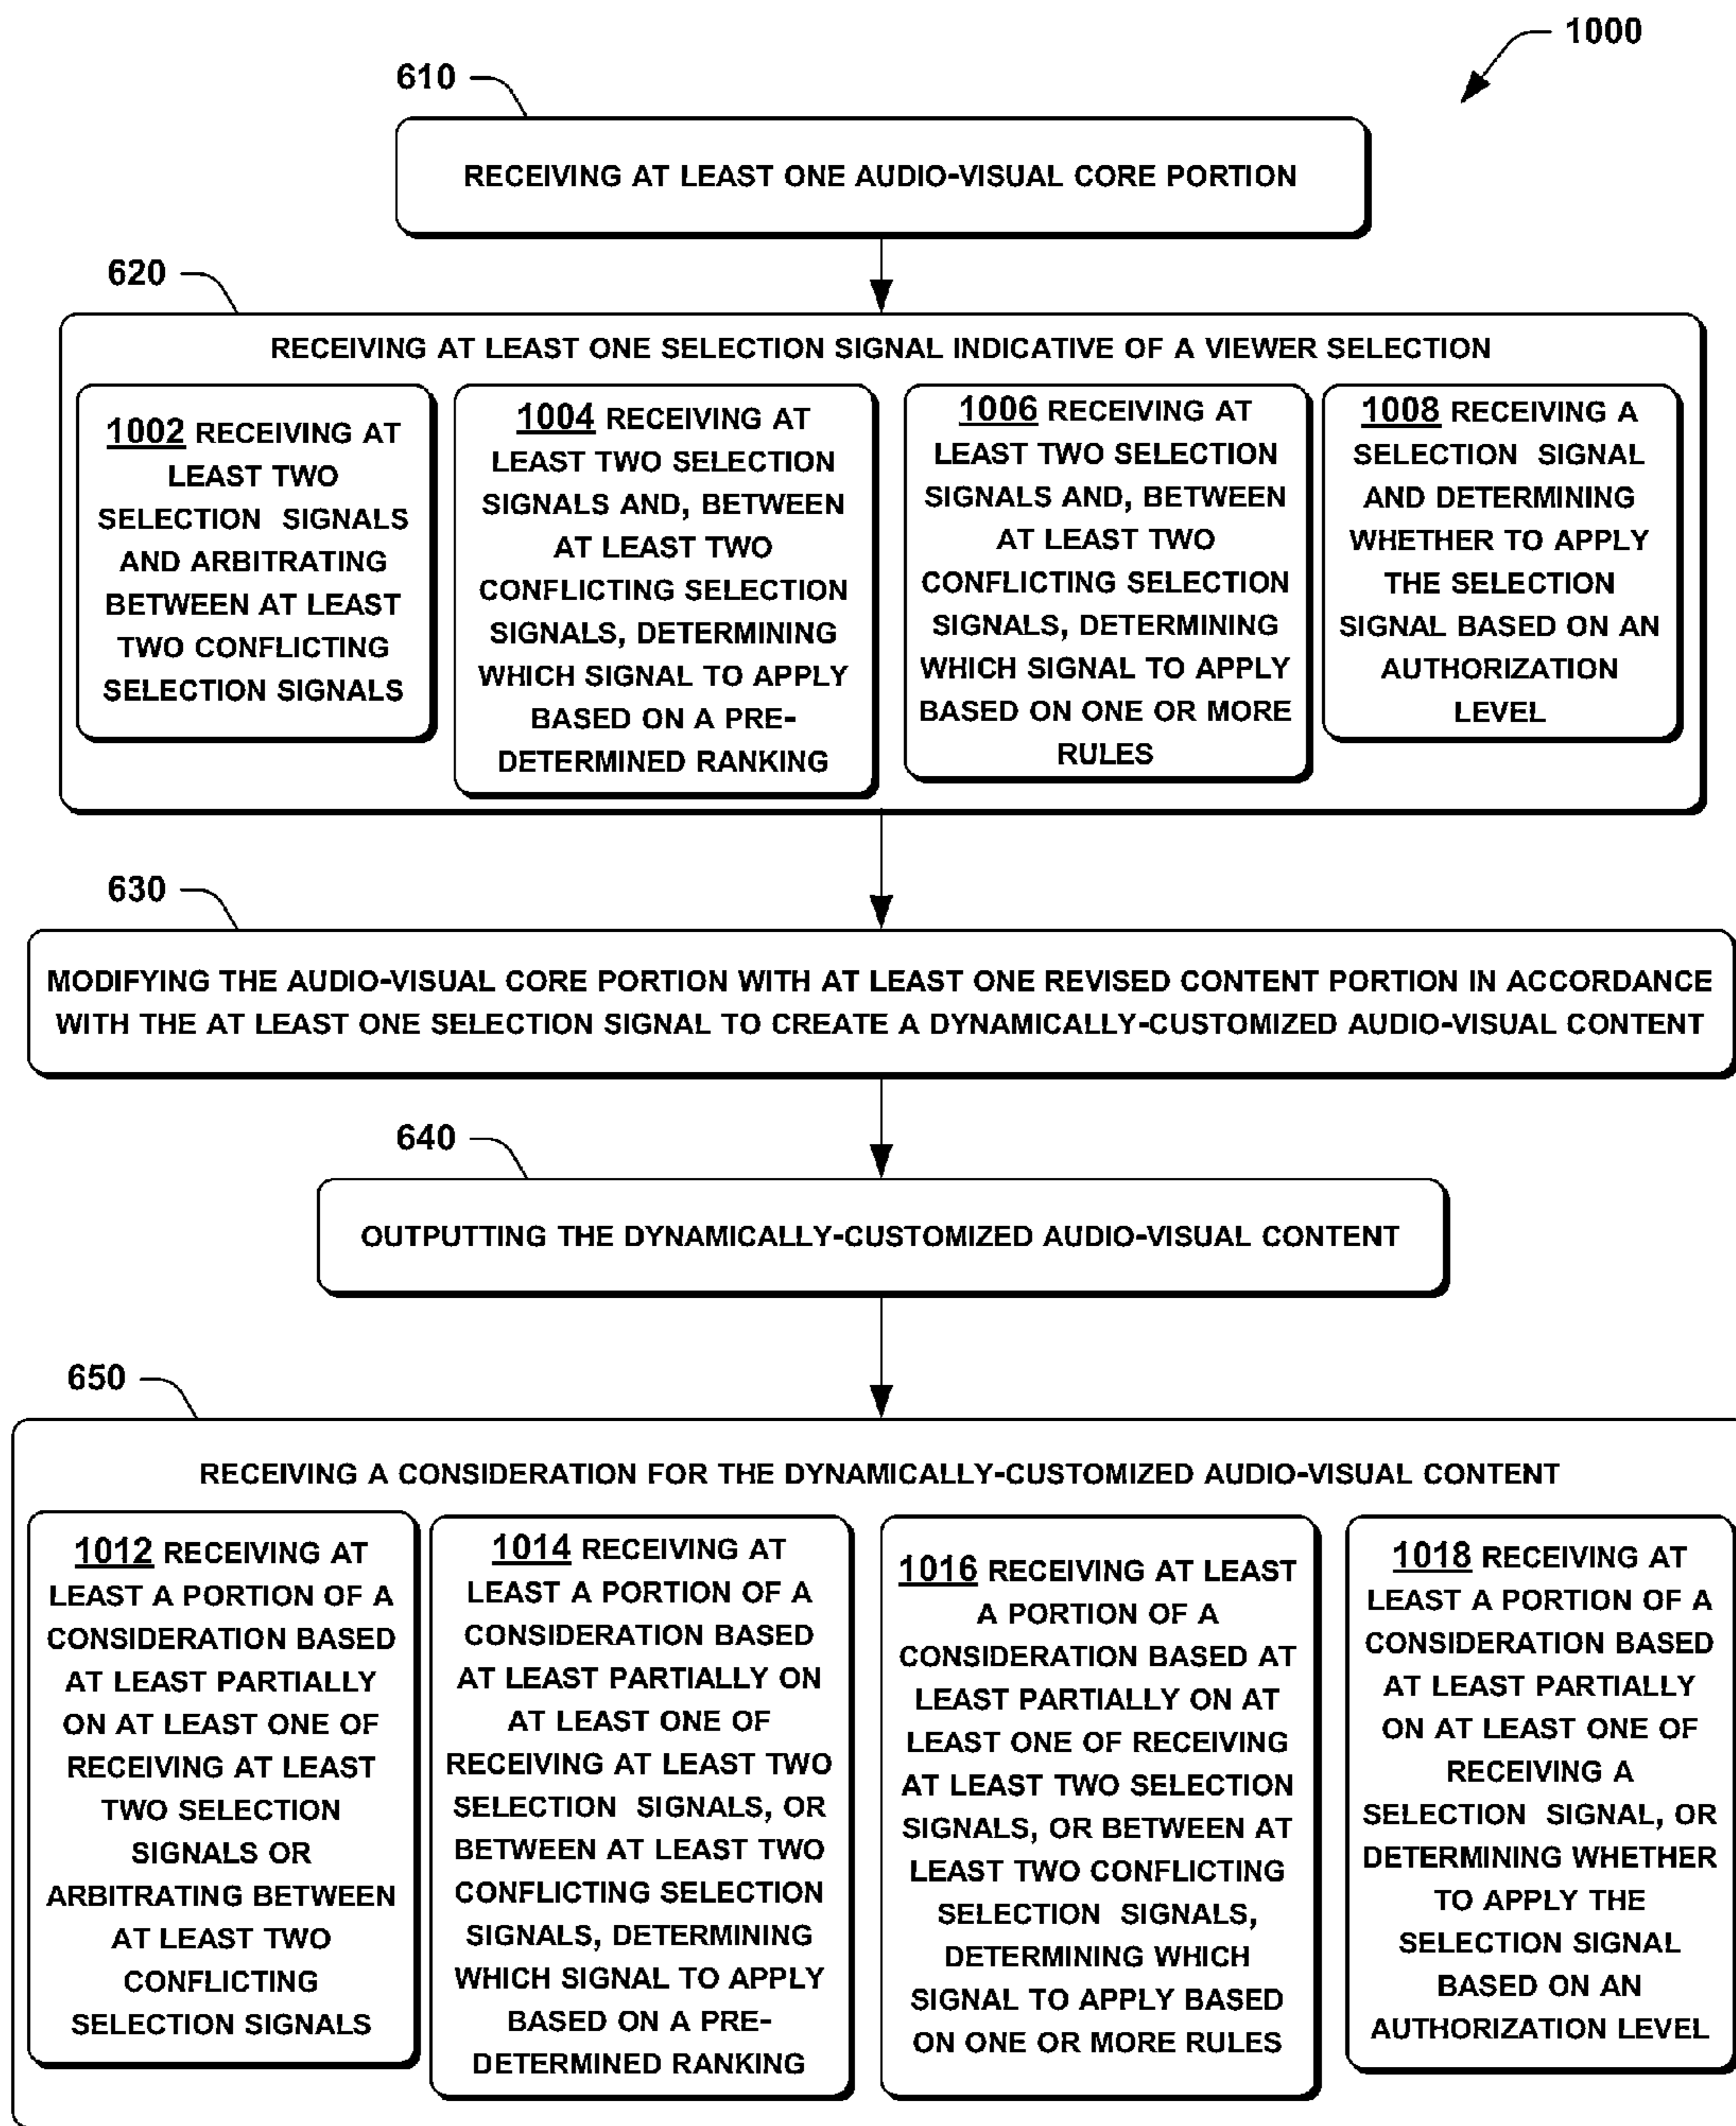 1000
610
RECEIVING AT LEAST ONE AUDIO-VISUAL CORE PORTION
620
RECEIVING AT LEAST ONE SELECTION SIGNAL INDICATIVE OF A VIEWER SELECTION
1002 RECEIVING AT
LEAST TWO
SELECTION SIGNALS
AND ARBITRATING
BETWEEN AT LEAST
TWO CONFLICTING
SELECTION SIGNALS
1004 RECEIVING AT
LEAST TWO SELECTION
SIGNALS AND, BETWEEN
AT LEAST TWO
CONFLICTING SELECTION
SIGNALS, DETERMINING
WHICH SIGNAL TO APPLY
BASED ON A PRE-
DETERMINED RANKING
1006 RECEIVING AT
LEAST TWO SELECTION
SIGNALS AND, BETWEEN
AT LEAST TWO
CONFLICTING SELECTION
SIGNALS, DETERMINING
WHICH SIGNAL TO APPLY
BASED ON ONE OR MORE
RULES
1008 RECEIVING A
SELECTION SIGNAL
AND DETERMINING
WHETHER TO APPLY
THE SELECTION
SIGNAL BASED ON AN
AUTHORIZATION
LEVEL
630
MODIFYING THE AUDIO-VISUAL CORE PORTION WITH AT LEAST ONE REVISED CONTENT PORTION IN ACCORDANCE
WITH THE AT LEAST ONE SELECTION SIGNAL TO CREATE A DYNAMICALLY-CUSTOMIZED AUDIO-VISUAL CONTENT
640
OUTPUTTING THE DYNAMICALLY-CUSTOMIZED AUDIO-VISUAL CONTENT
650
RECEIVING A CONSIDERATION FOR THE DYNAMICALLY-CUSTOMIZED AUDIO-VISUAL CONTENT
1012 RECEIVING AT
LEAST A PORTION OF A
CONSIDERATION BASED
AT LEAST PARTIALLY
ON AT LEAST ONE OF
RECEIVING AT LEAST
TWO SELECTION
SIGNALS OR
ARBITRATING BETWEEN
AT LEAST TWO
CONFLICTING
SELECTION SIGNALS
1014 RECEIVING AT
LEAST A PORTION OF A
CONSIDERATION BASED
AT LEAST PARTIALLY ON
AT LEAST ONE OF
RECEIVING AT LEAST TWO
SELECTION SIGNALS, OR
BETWEEN AT LEAST TWO
CONFLICTING SELECTION
SIGNALS, DETERMINING
WHICH SIGNAL TO APPLY
BASED ON A PRE-
DETERMINED RANKING
1016 RECEIVING AT LEAST
A PORTION OF A
CONSIDERATION BASED AT
LEAST PARTIALLY ON AT
LEAST ONE OF RECEIVING
AT LEAST TWO SELECTION
SIGNALS, OR BETWEEN AT
LEAST TWO CONFLICTING
SELECTION SIGNALS,
DETERMINING WHICH
SIGNAL TO APPLY BASED
ON ONE OR MORE RULES
1018 RECEIVING AT
LEAST A PORTION OF A
CONSIDERATION BASED
AT LEAST PARTIALLY
ON AT LEAST ONE OF
RECEIVING A
SELECTION SIGNAL, OR
DETERMINING WHETHER
TO APPLY THE
SELECTION SIGNAL
BASED ON AN
AUTHORIZATION LEVEL